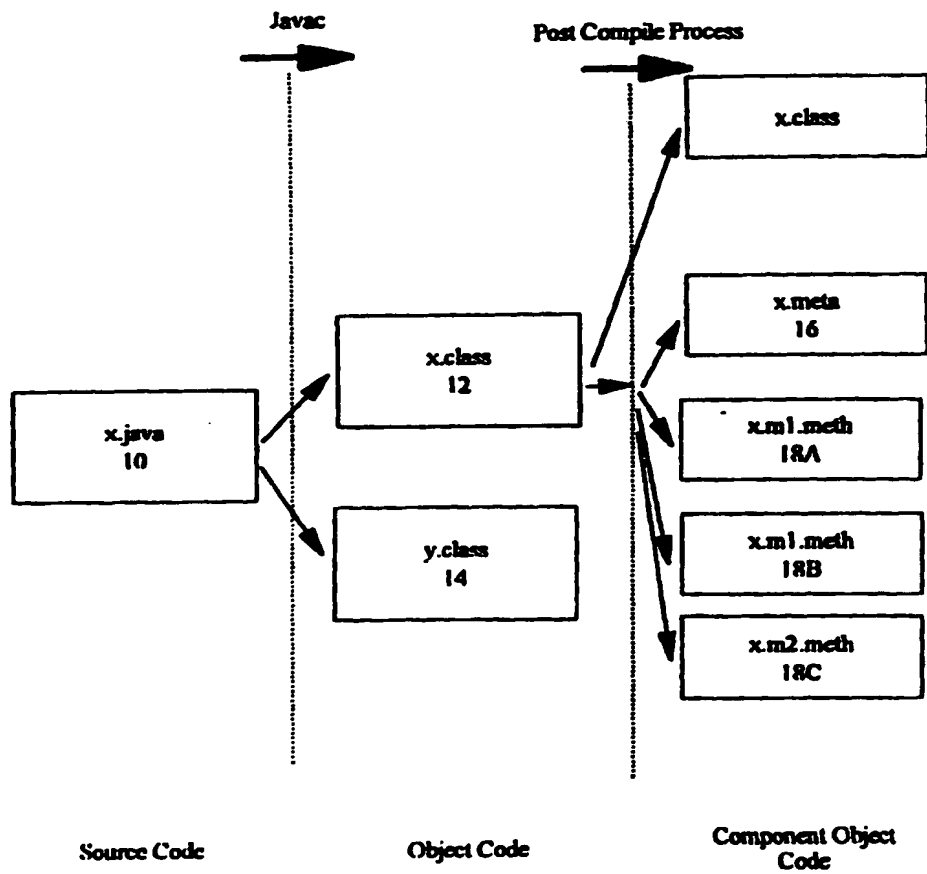 Javac
Post Compile Process
x.class
x.meta
16
x.class
12
x.java
10
x.m1.meth
18A
x.m1.meth
18B
y.class
14
x.m2.meth
18C
Source Code
Object Code
Component Object
Code